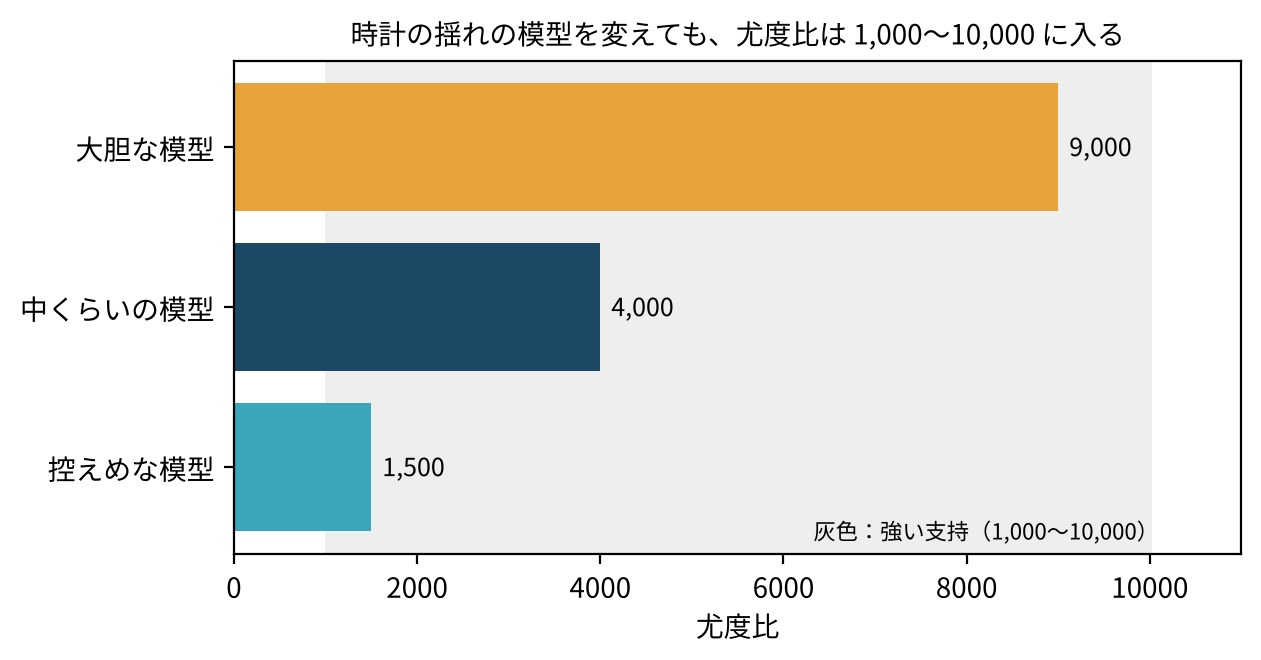 時計の揺れの模型を変えても、尤度比は 1,000〜10,000 に入る
大胆な模型
9,000
中くらいの模型
4,000
控えめな模型
1,500
灰色：強い支持（1,000〜10,000）
0 2000 4000 6000 8000 10000
尤度比